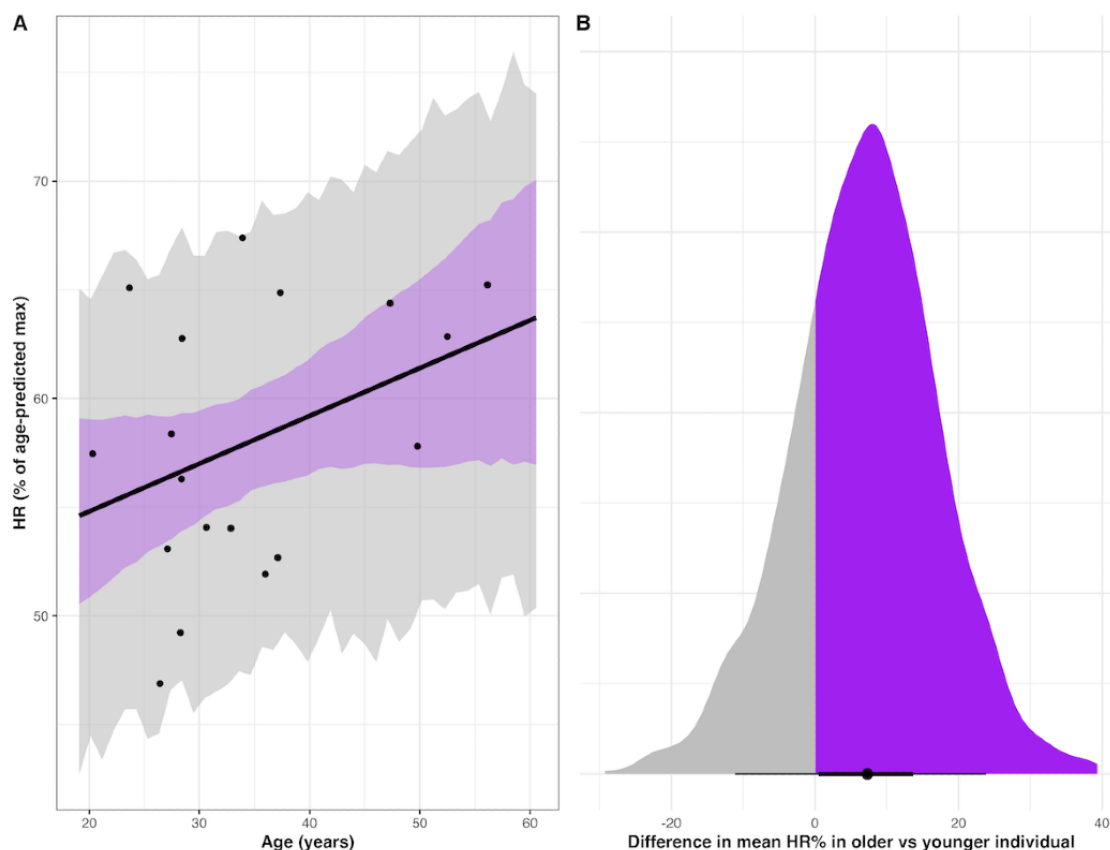 A
B
HR (% of age-predicted max)
70
60
50
20 30 40 50 60
Age (years)
-20 0 20 40
Difference in mean HR% in older vs younger individual